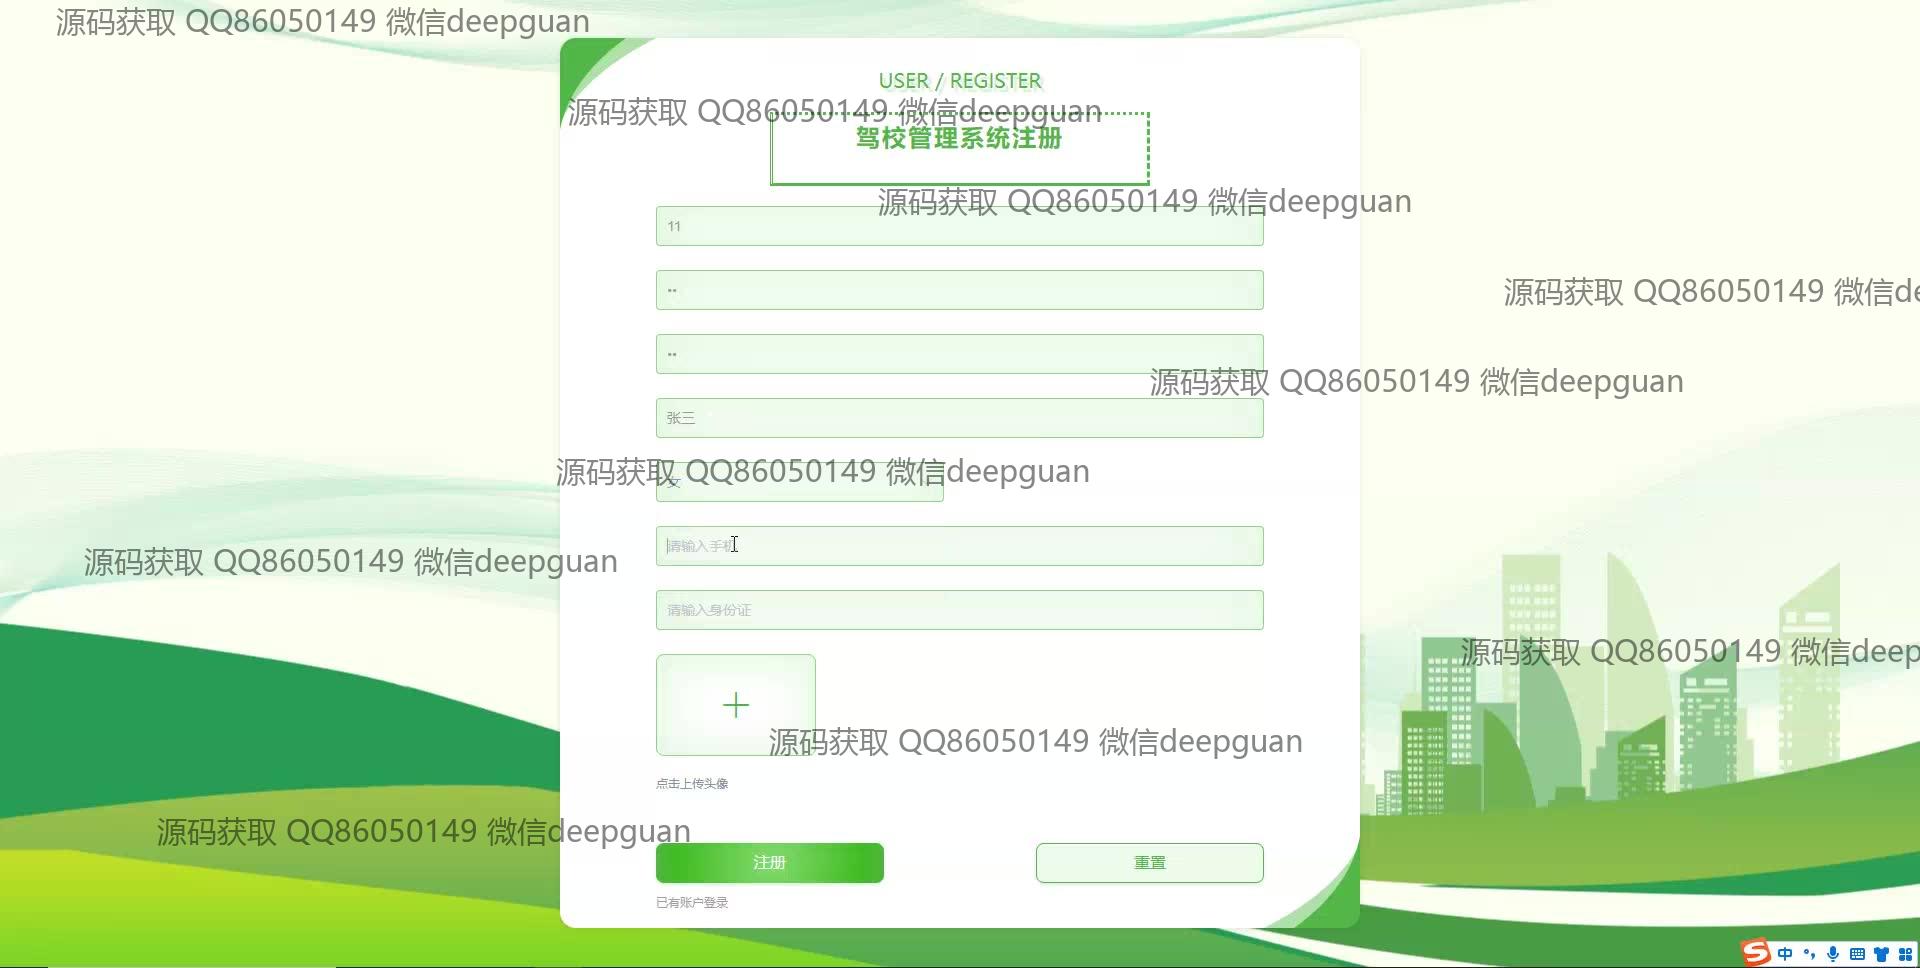 源码获取 QQ86050149 微信deepguan
USER / REGISTER
源码获取 QQ86050149 微信deepguan
驾校管理系统注册
源码获取 QQ86050149 微信deepguan
11
源码获取 QQ86050149 微信de
••
••
源码获取 QQ86050149 微信deepguan
张三
源码获取 QQ86050149 微信deepguan
女
请输入手机
源码获取 QQ86050149 微信deepguan
请输入身份证
源码获取 QQ86050149 微信deep
源码获取 QQ86050149 微信deepguan
点击上传头像
源码获取 QQ86050149 微信deepguan
注册
重置
已有账户登录
中